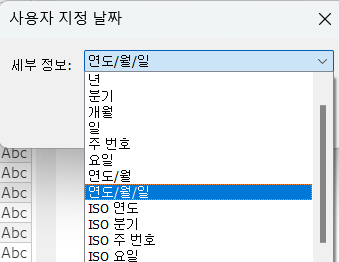 사용자 지정 날짜
세부 정보: 연도/월/일
년
분기
개월
일
주 번호
요일
연도/월
연도/월/일
ISO 연도
ISO 분기
ISO 주 번호
ISO 요일
Abc
Abc
Abc
Abc
Abc
Abc